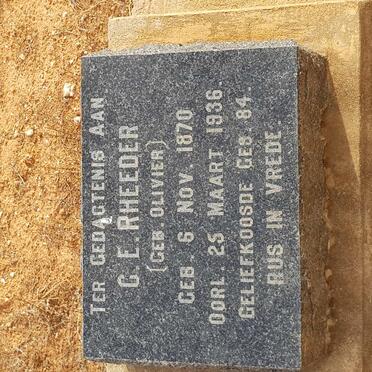 TER GEDACTENIS AAN
C. E. RHEEDER
(GEB OLIVIER)
GEB. 6 NOV. 1870
OORL. 25 MAART 1936.
GELIEFKOOSDE GES. 84.
RUS IN VREDE.